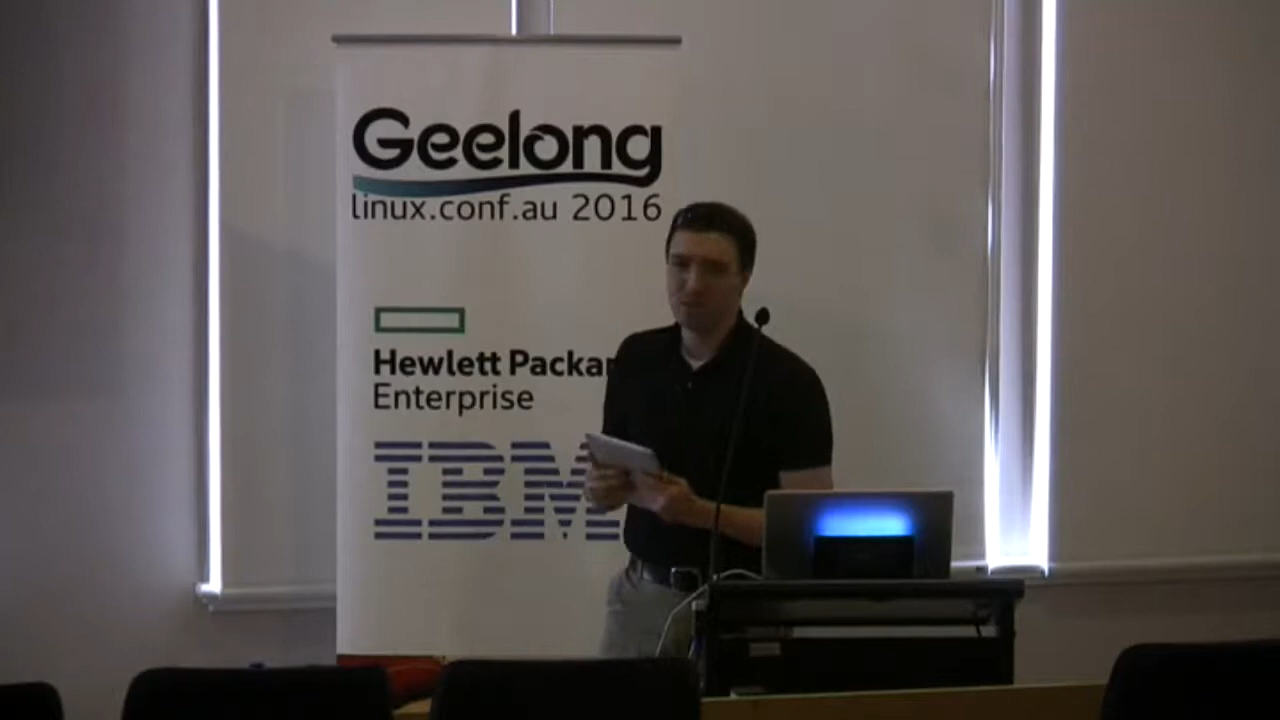 Geelong
linux.conf.au 2016
Hewlett Packar
Enterprise
IBM